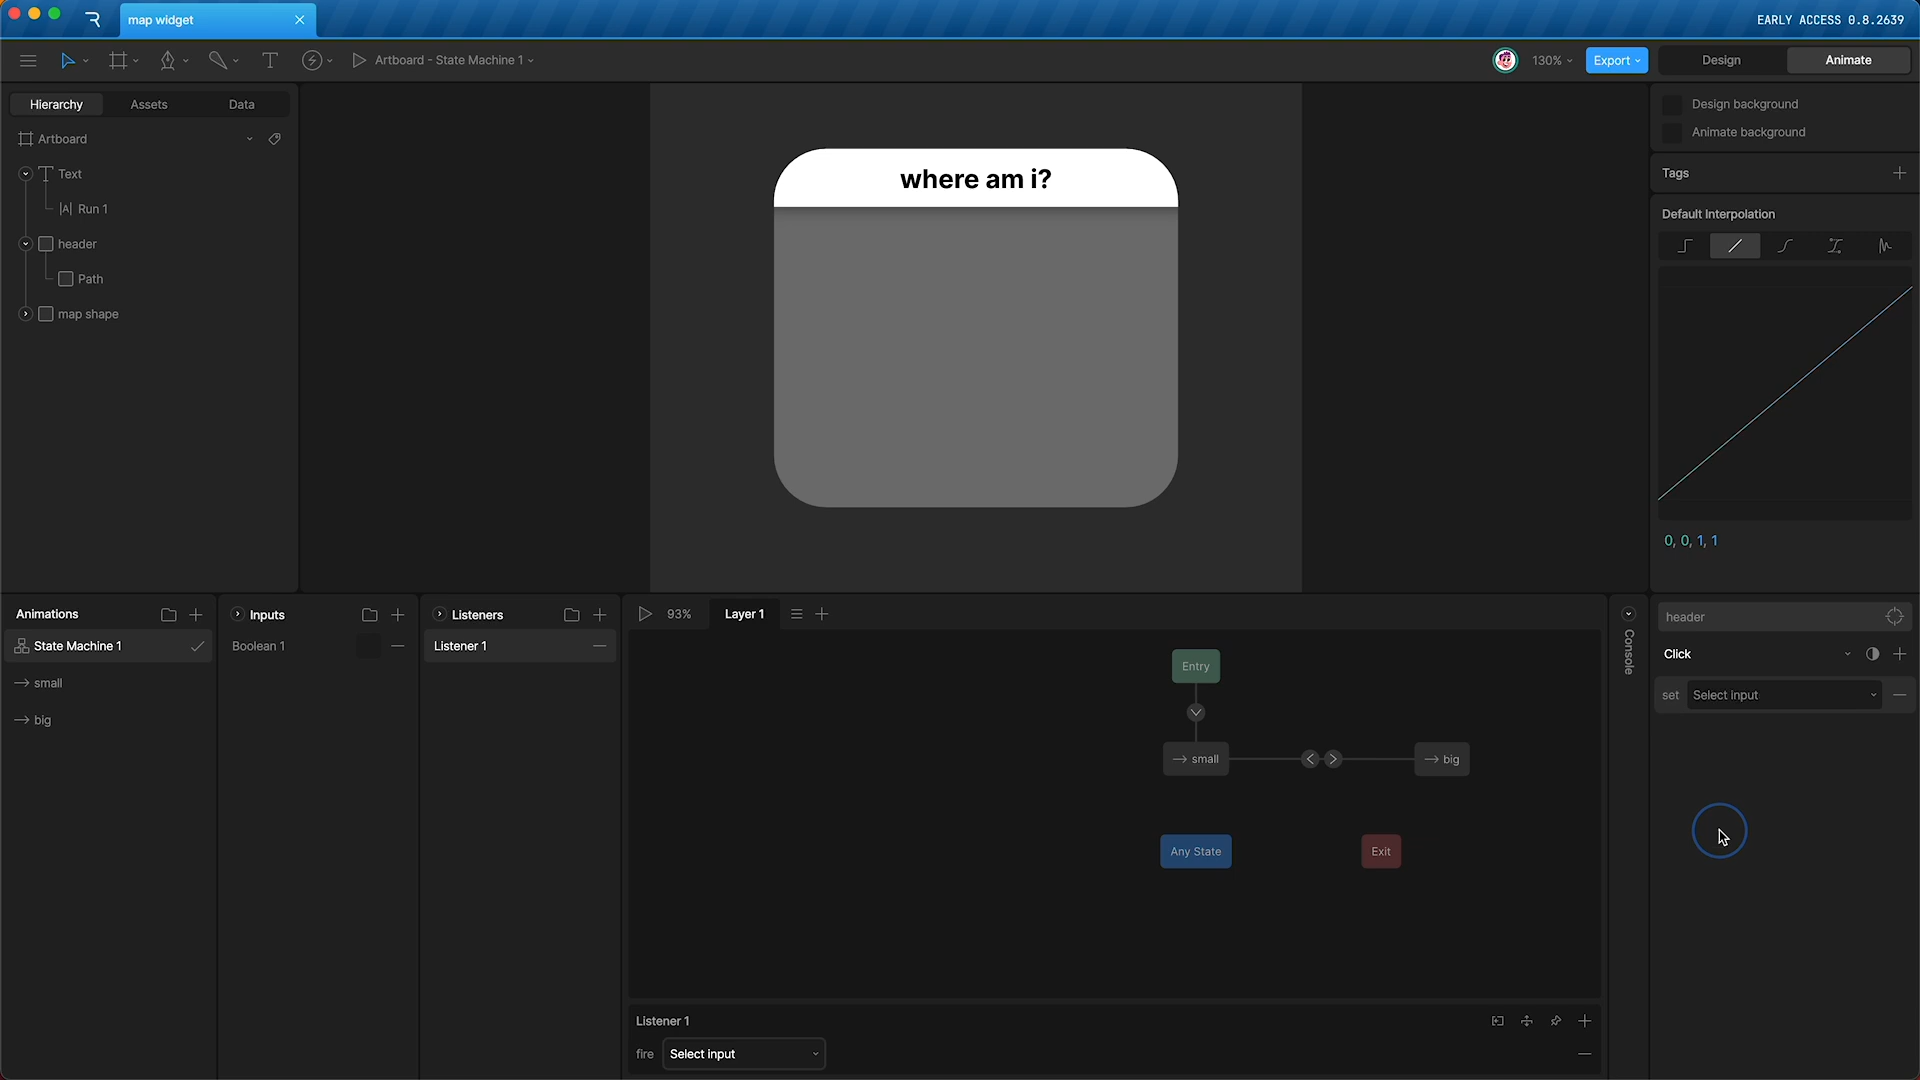 map widget
EARLY ACCESS 0.8.2639
Artboard - State Machine 1
130%
Export
Design
Animate
Hierarchy
Assets
Data
Artboard
Text
Run 1
header
Path
map shape
where am i?
Design background
Animate background
Tags
Default Interpolation
0, 0, 1, 1
Animations
State Machine 1
small
big
Inputs
Boolean 1
Listeners
Listener 1
93%
Layer 1
Entry
small
big
Any State
Exit
Console
header
Click
set Select input
Listener 1
fire Select input